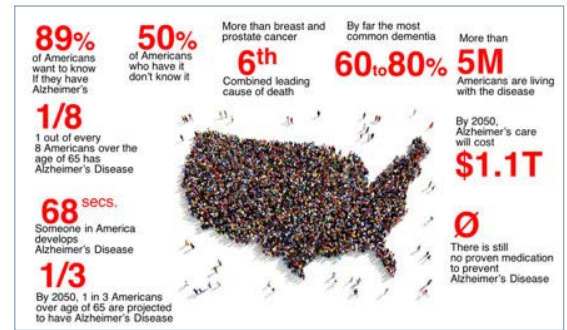 89%
of Americans
want to know
If they have
Alzheimer's
50%
of Americans
who have it
don't know it
More than breast and
prostate cancer
6th
Combined leading
cause of death
By far the most
common dementia
60to80%
More than
5M
Americans are living
with the disease
1/8
1 out of every
8 Americans over the
age of 65 has
Alzheimer's Disease
By 2050,
Alzheimer's care
will cost
$1.1T
68 secs.
Someone in America
develops
Alzheimer's Disease
Ø
There is still
no proven medication
to prevent
Alzheimer's Disease
1/3
By 2050, 1 in 3 Americans
over age of 65 are projected
to have Alzheimer's Disease